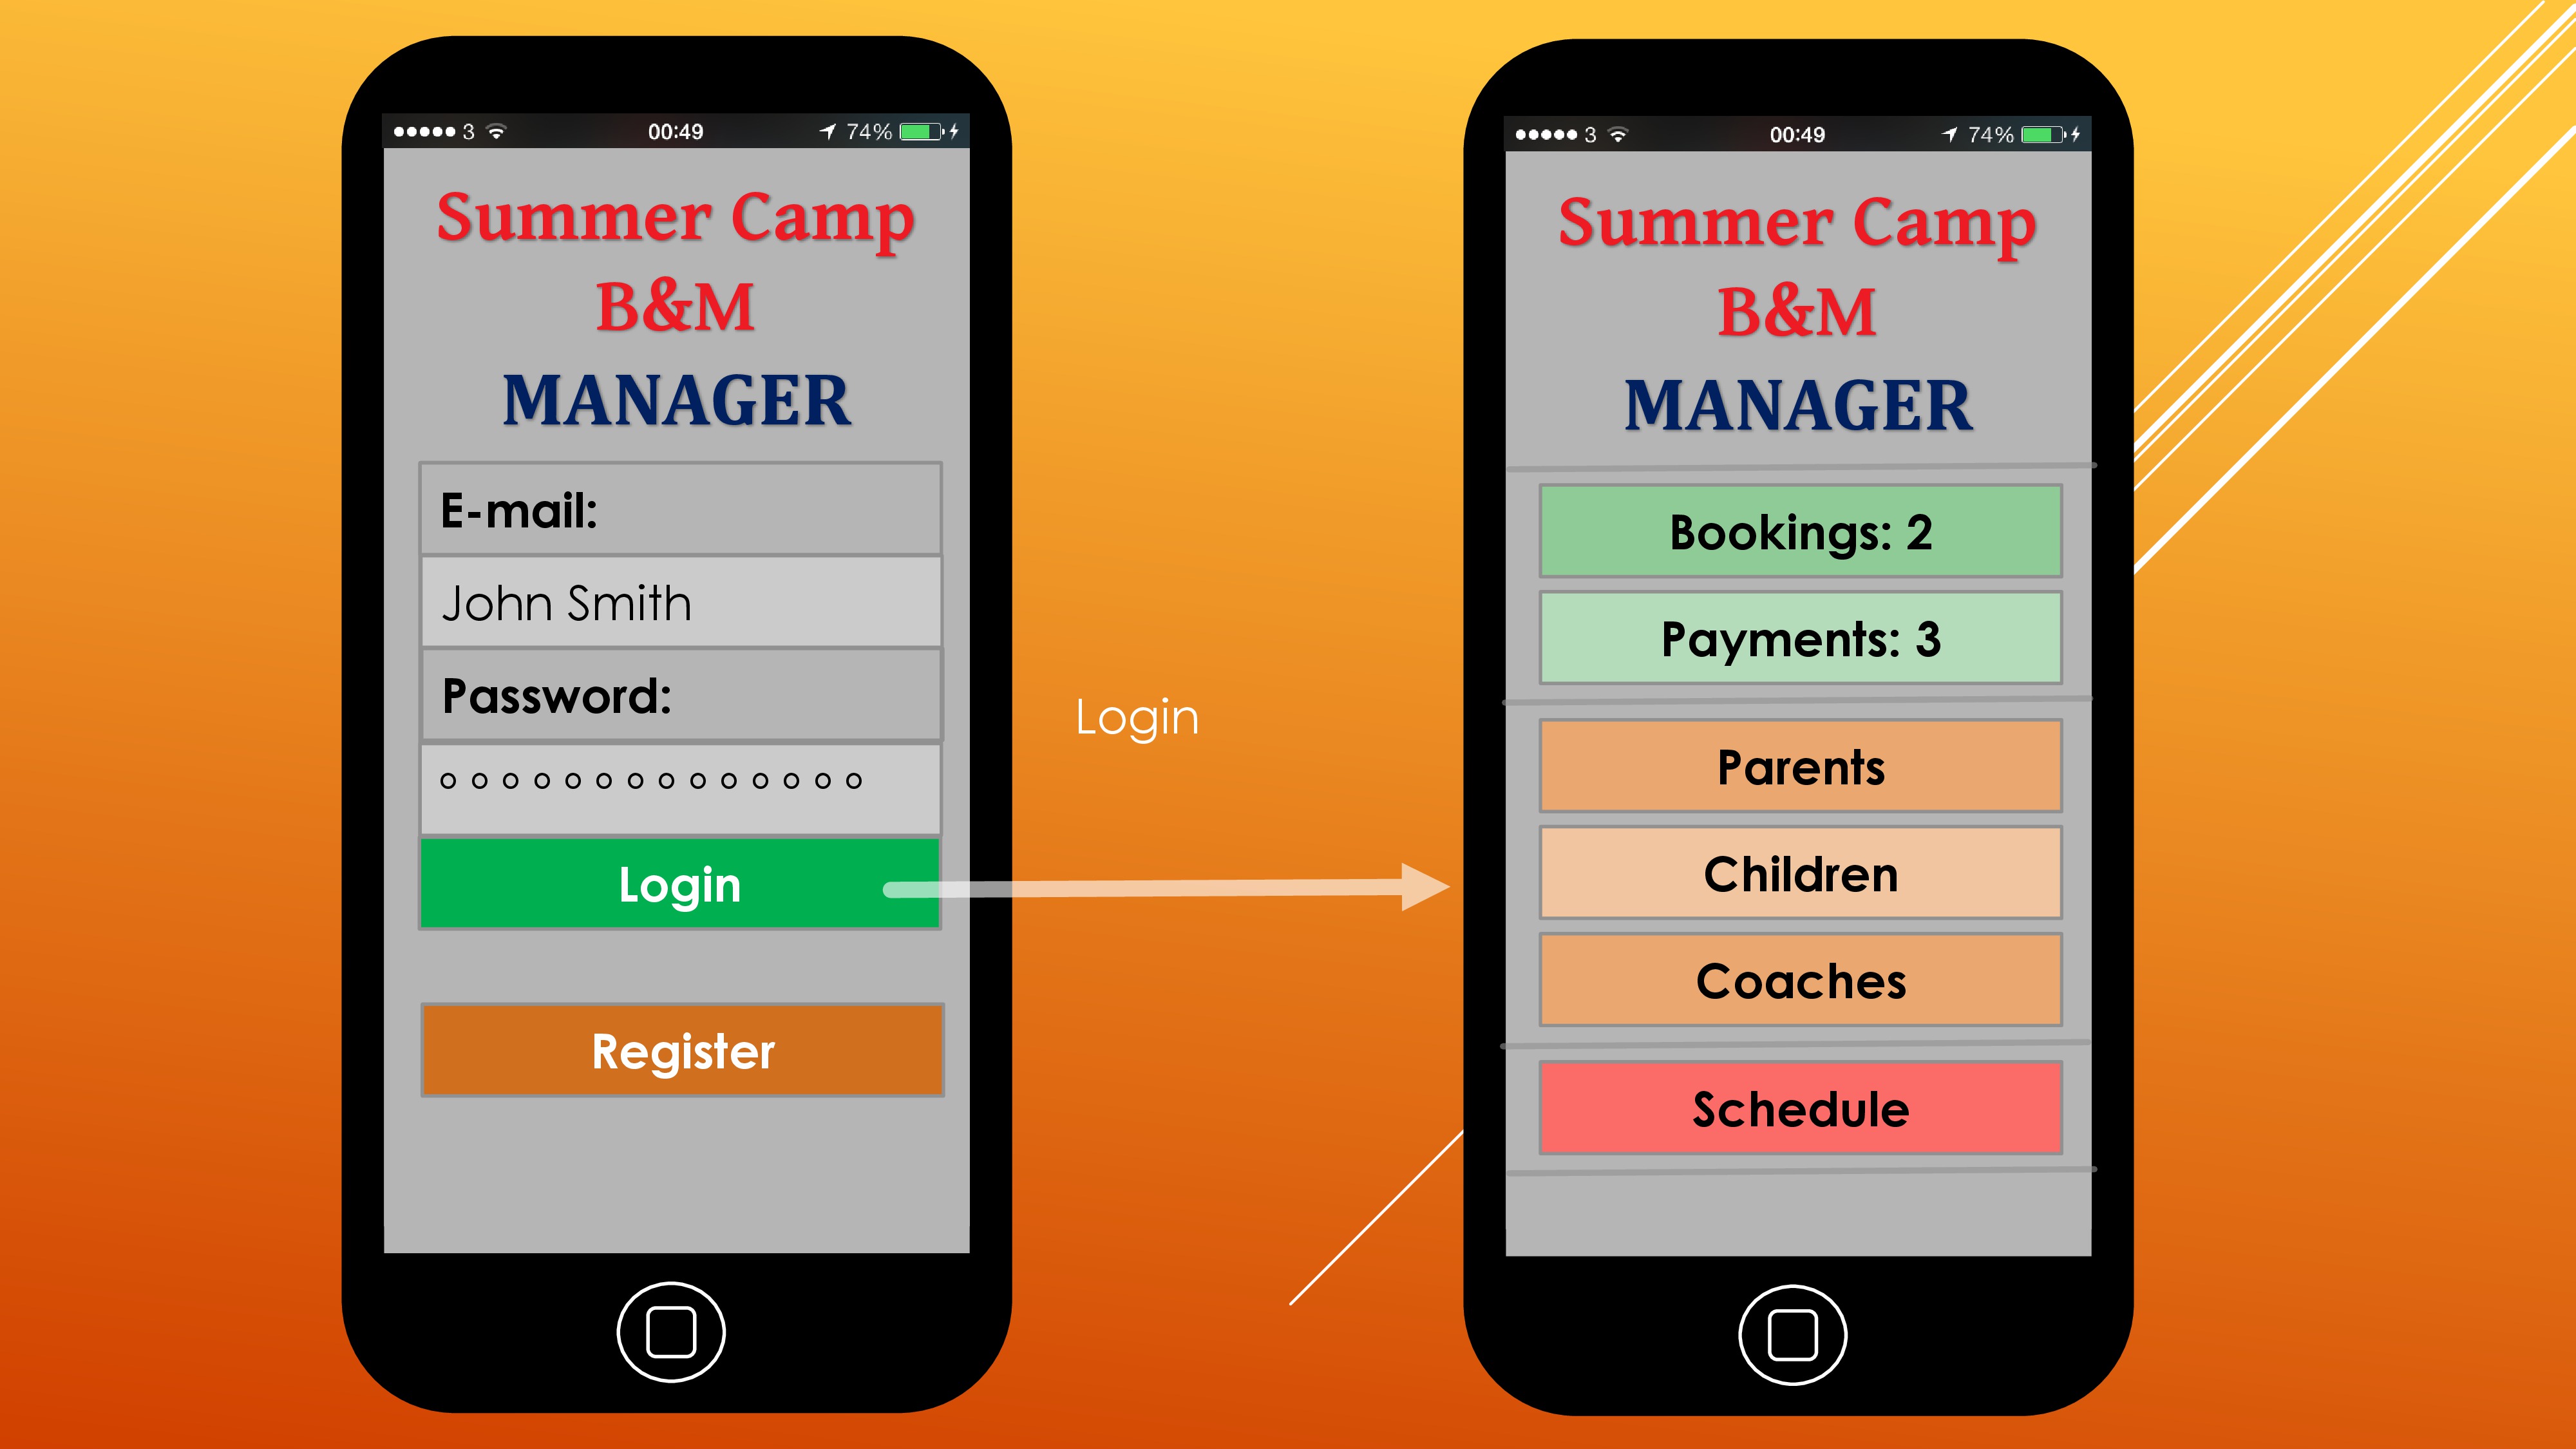 ●●●●● 3 00:49 74%
Summer Camp
B&M
MANAGER
E-mail:
John Smith
Password:
Login
Register
Login
●●●●● 3 00:49 74%
Summer Camp
B&M
MANAGER
Bookings: 2
Payments: 3
Parents
Children
Coaches
Schedule